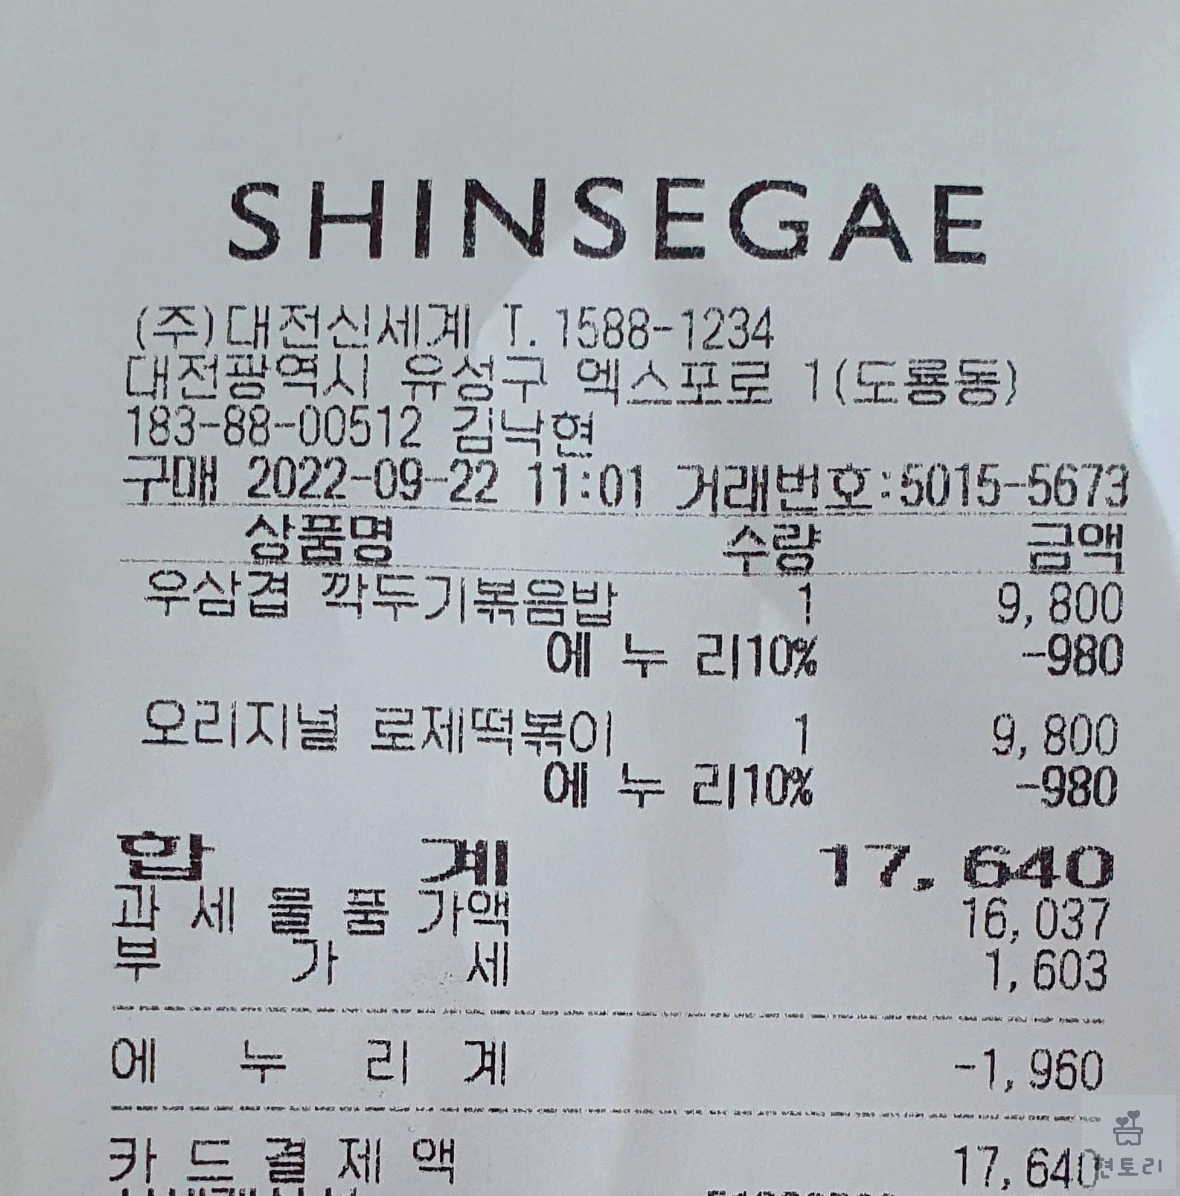 SHINSEGAE
(주)대전신세계 T. 1588-1234
대전광역시 유성구 엑스포로 1(도룡동)
183-88-00512 김낙현
구매 2022-09-22 11:01 거래번호:5015-5673
상품명 수량 금액
우삼겹 깍두기볶음밥 1 9,800
에 누 리10% -980
오리지널 로제떡볶이 1 9,800
에 누 리10% -980
합 계 17,640
과 세 물 품 가액 16,037
부 가 세 1,603
에 누 리 계 -1,960
카 드 결 제 액 17,640
현토리